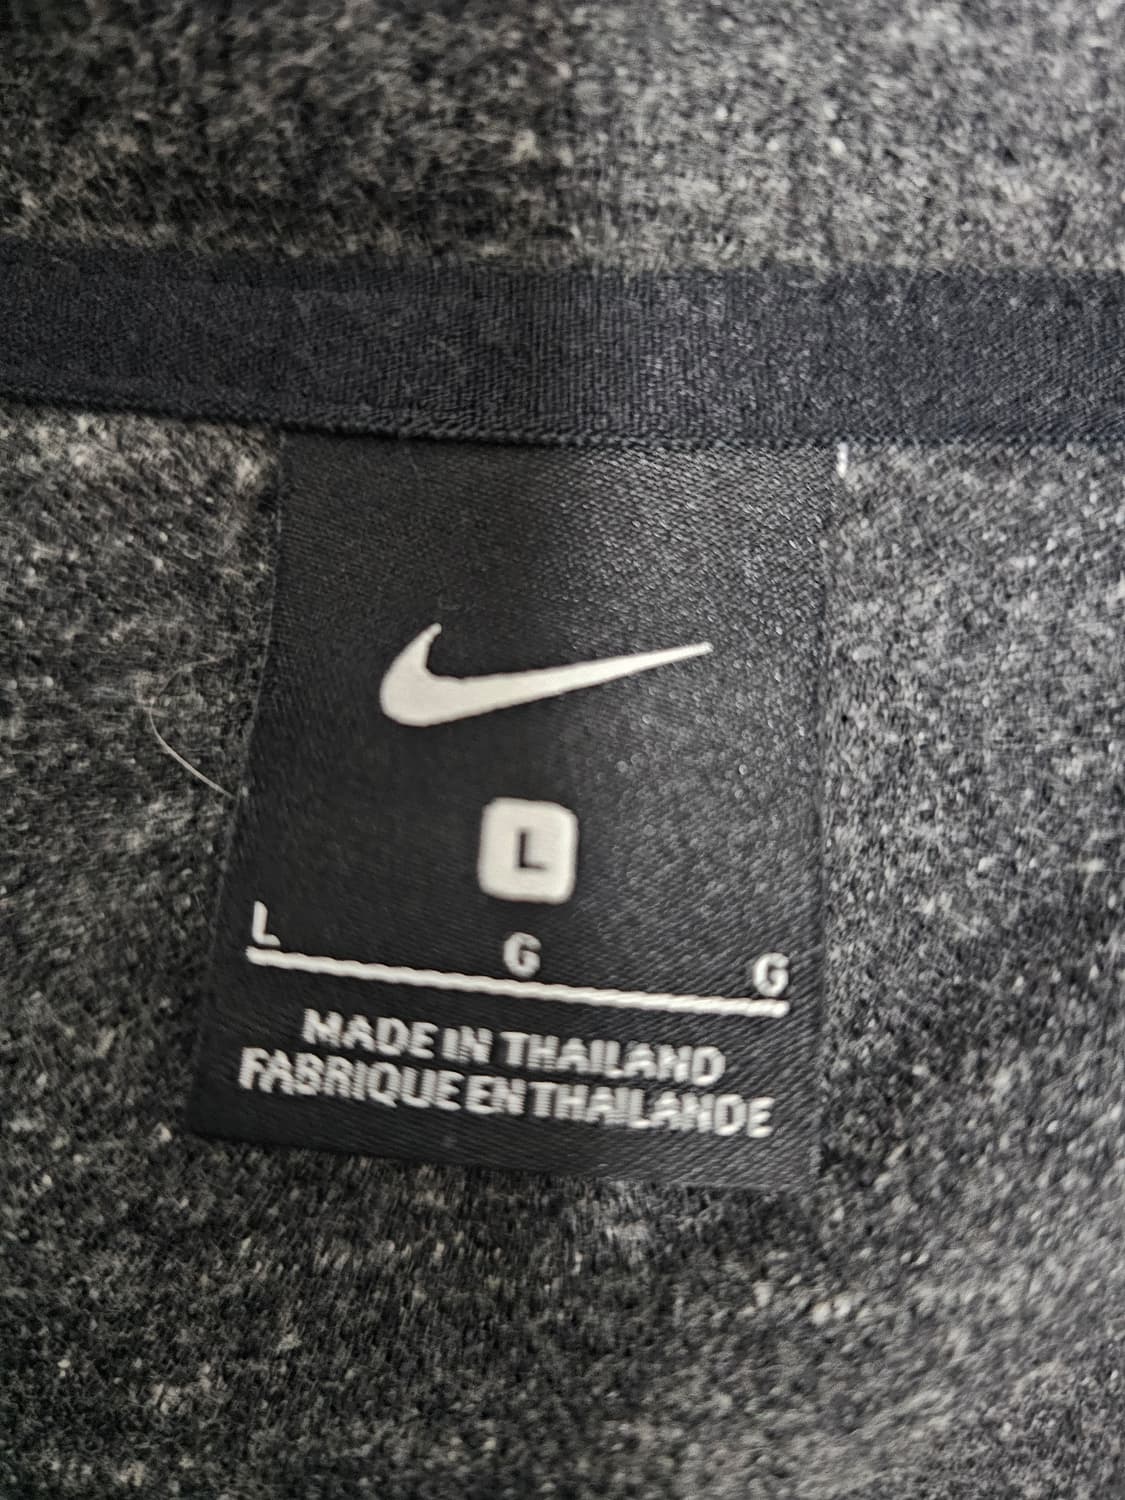 L
L G G
MADE IN THAILAND
FABRIQUE EN THAILANDE